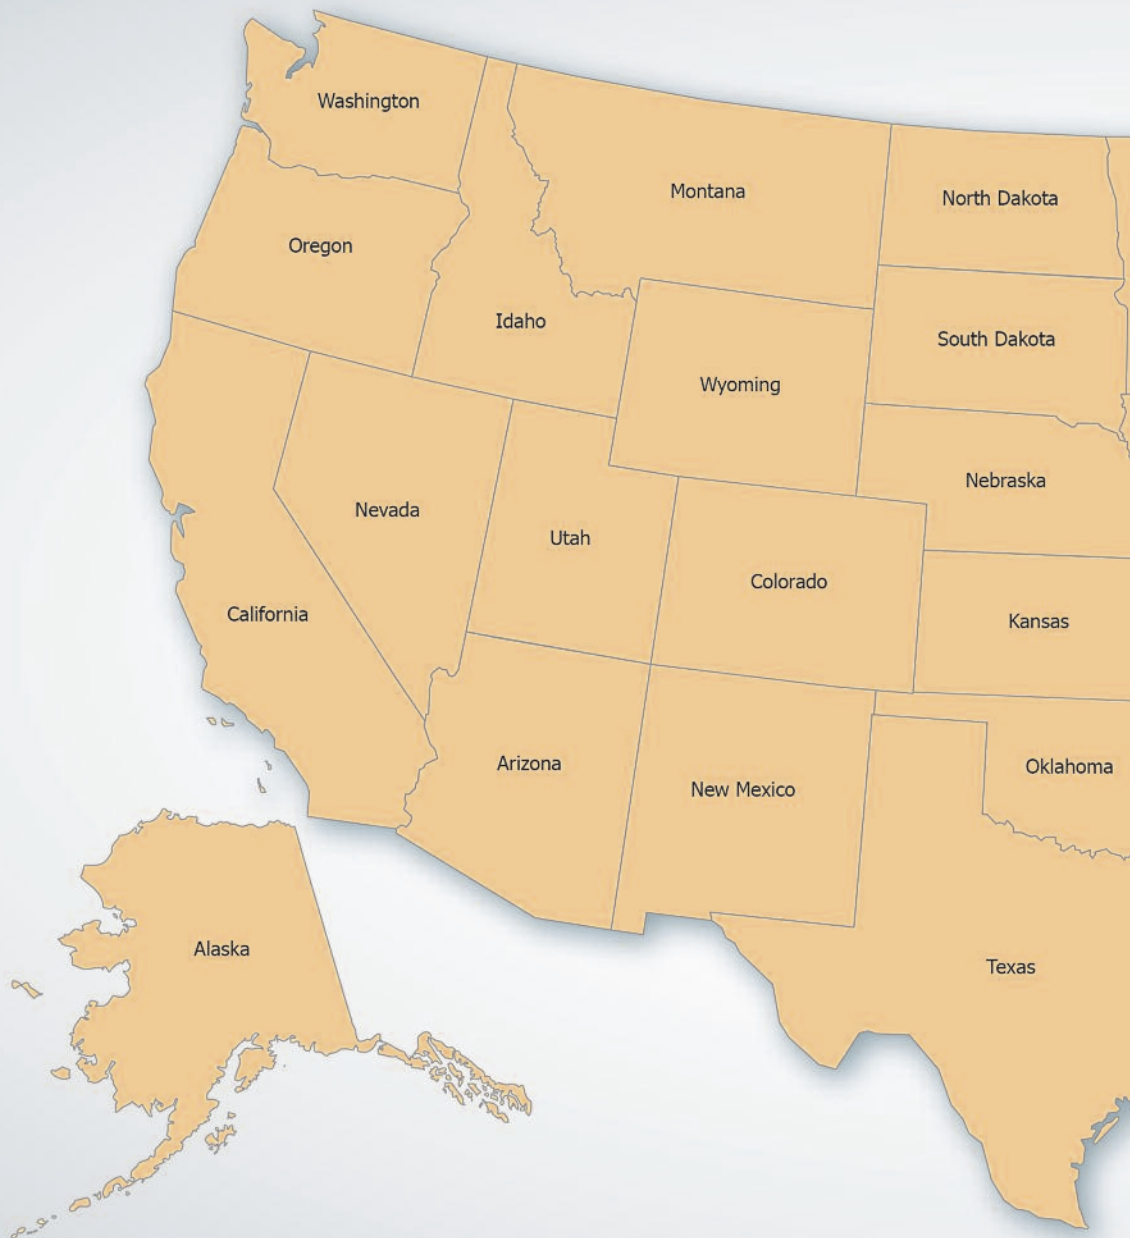 Washington
Montana
North Dakota
Oregon
Idaho
South Dakota
Wyoming
Nebraska
Nevada
Utah
Colorado
California
Kansas
Arizona
New Mexico
Oklahoma
Alaska
Texas